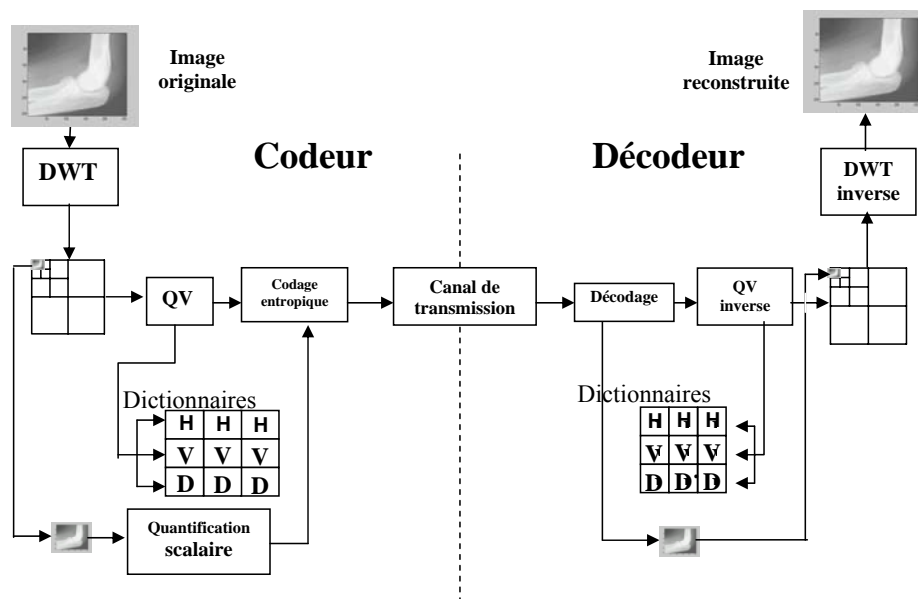 Image
originale
Image
reconstruite
Codeur
Décodeur
DWT
DWT
inverse
QV
Codage
entropique
Canal de
transmission
Décodage
QV
inverse
Dictionnaires
H H H
V V V
D D D
Dictionnaires
H H H
V V V
D D D
Quantification
scalaire